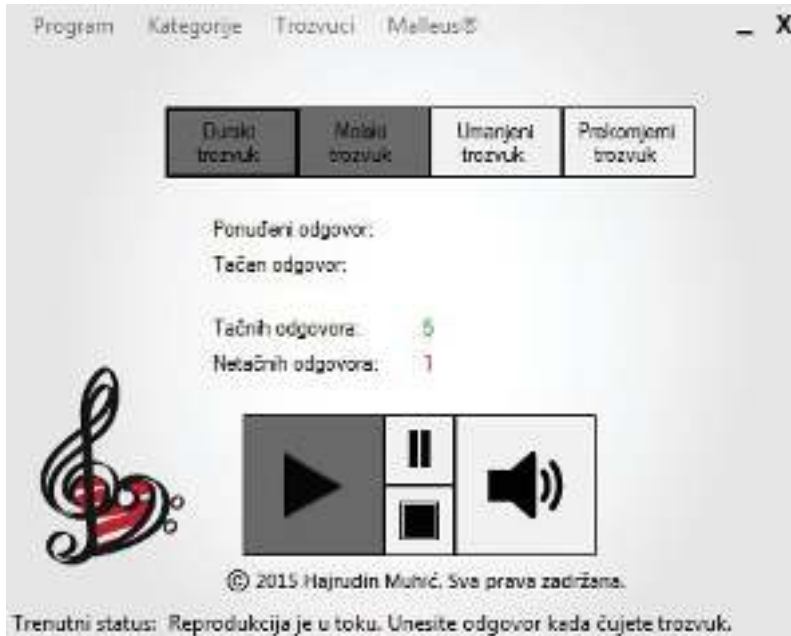 Program Kategorije Trozvuci Malleus®
Durski Molski Umanjeni Prekomjerni
trozvuk trozvuk trozvuk trozvuk
Ponuđeni odgovor:
Tačan odgovor:
Tačnih odgovora: 5
Netačnih odgovora: 1
© 2015 Hajrudin Muhić. Sva prava zadržana.
Trenutni status: Reprodukcija je u toku. Unesite odgovor kada čujete trozvuk.